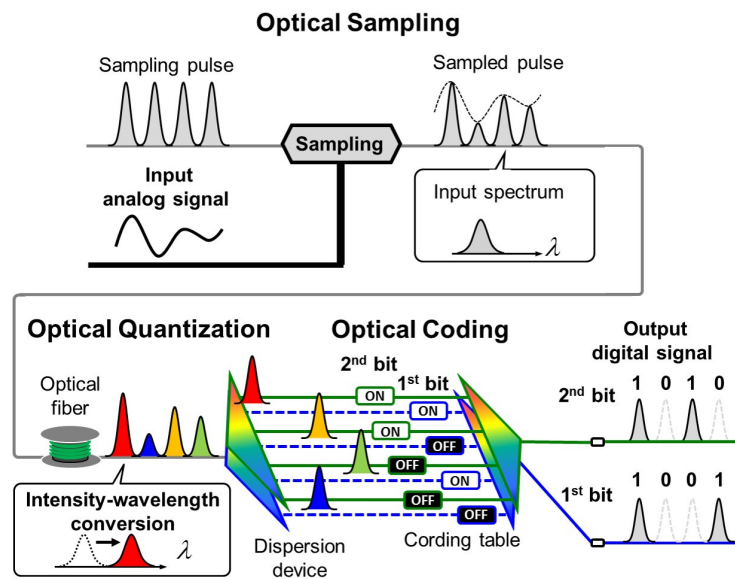 Optical Sampling
Sampling pulse
Sampled pulse
Sampling
Input
analog signal
Input spectrum
λ
Optical Quantization
Optical Coding
Output
digital signal
Optical
fiber
2nd bit
1st bit
ON
ON
ON
OFF
OFF
ON
OFF
OFF
2nd bit
1 0 1 0
1st bit
1 0 0 1
Intensity-wavelength
conversion
λ
Dispersion
device
Cording table